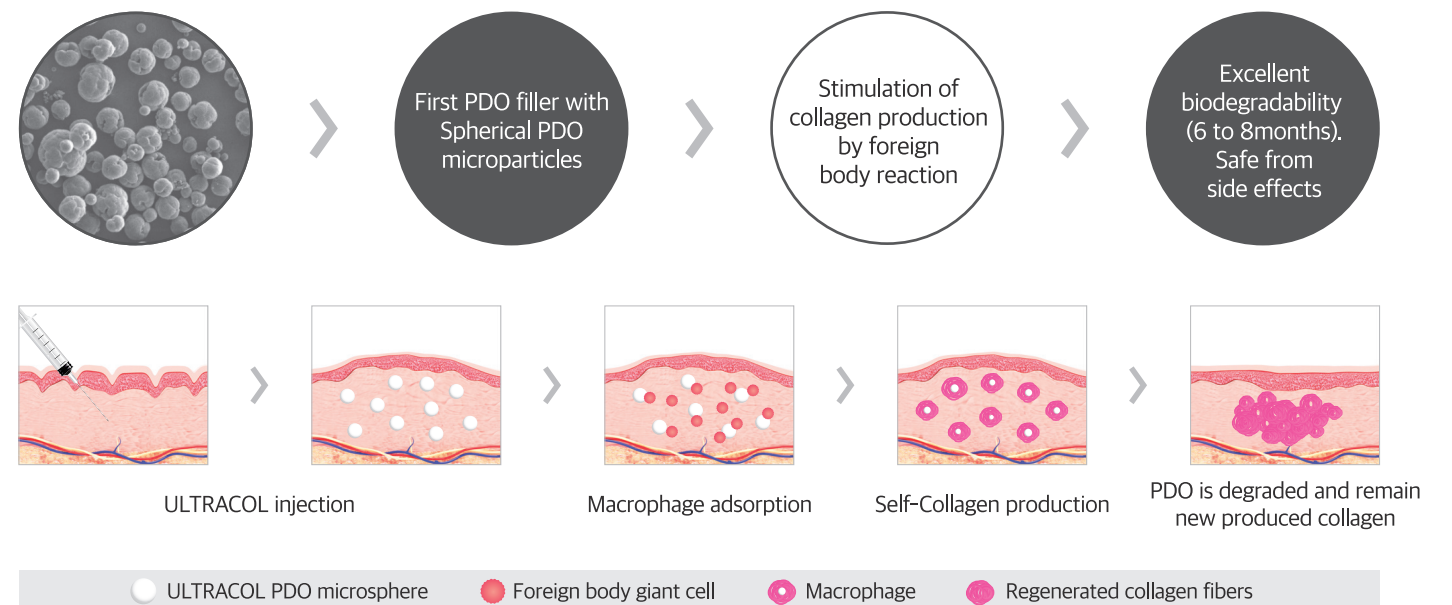 First PDO filler with
Spherical PDO
microparticles
Stimulation of
collagen production
by foreign
body reaction
Excellent
biodegradability
(6 to 8months).
Safe from
side effects
ULTRACOL injection
Macrophage adsorption
Self-Collagen production
PDO is degraded and remain
new produced collagen
ULTRACOL PDO microsphere
Foreign body giant cell
Macrophage
Regenerated collagen fibers